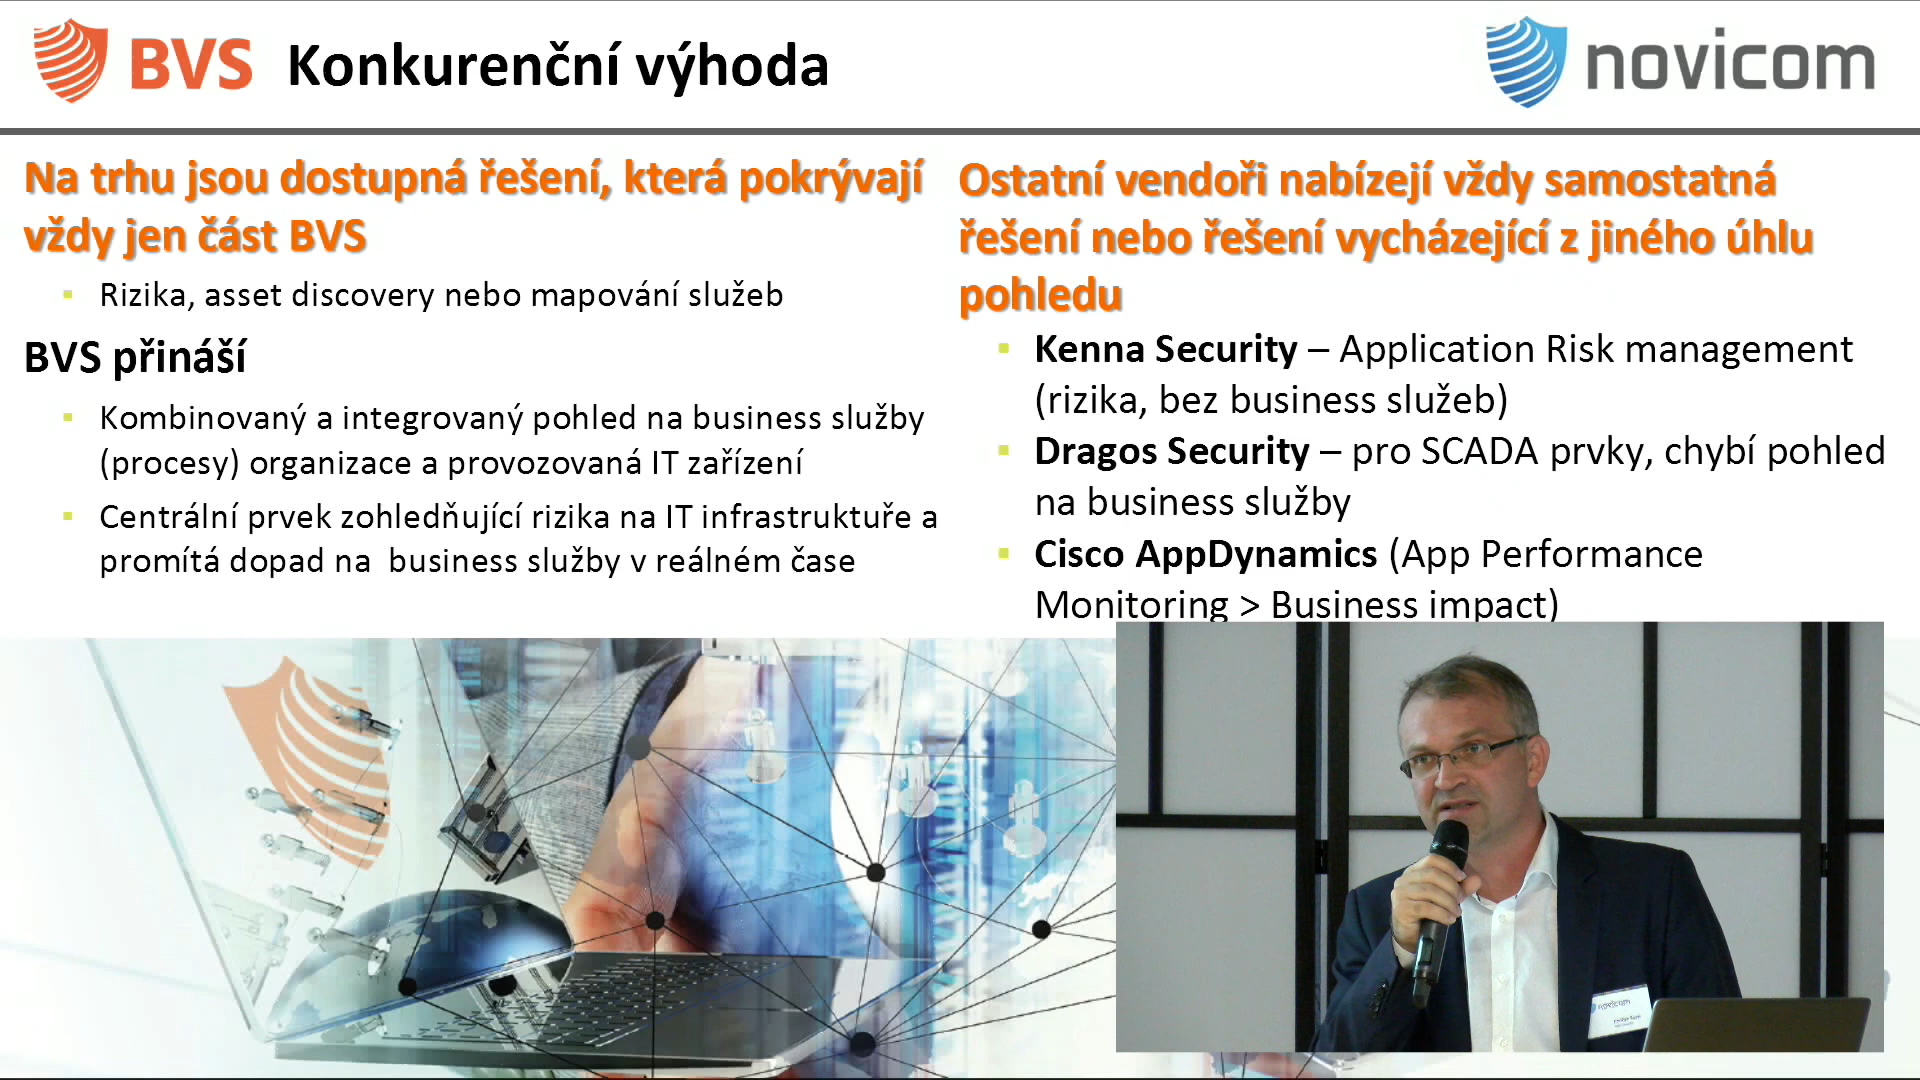 BVS Konkurenční výhoda
novicom
Na trhu jsou dostupná řešení, která pokrývají
vždy jen část BVS
▪ Rizika, asset discovery nebo mapování služeb
BVS přináší
▪ Kombinovaný a integrovaný pohled na business služby
(procesy) organizace a provozovaná IT zařízení
▪ Centrální prvek zohledňující rizika na IT infrastruktuře a
promítá dopad na business služby v reálném čase
Ostatní vendoři nabízejí vždy samostatná
řešení nebo řešení vycházející z jiného úhlu
pohledu
▪ Kenna Security – Application Risk management
(rizika, bez business služeb)
▪ Dragos Security – pro SCADA prvky, chybí pohled
na business služby
▪ Cisco AppDynamics (App Performance
Monitoring > Business impact)
novicom